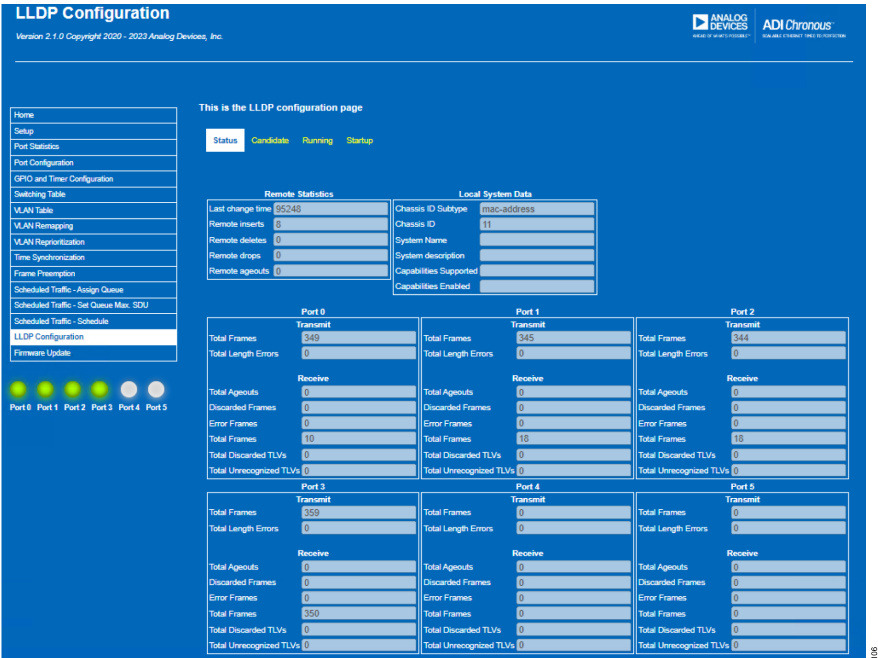 LLDP Configuration
Version 2.1.0 Copyright 2020 - 2023 Analog Devices, Inc.
ANALOG DEVICES
AHEAD OF WHAT'S POSSIBLE™
ADI Chronous™
SCALABLE ETHERNET TIMED TO PERFECTION
Home
Setup
Port Statistics
Port Configuration
GPIO and Timer Configuration
Switching Table
VLAN Table
VLAN Remapping
VLAN Reprioritization
Time Synchronization
Frame Preemption
Scheduled Traffic - Assign Queue
Scheduled Traffic - Set Queue Max. SDU
Scheduled Traffic - Schedule
LLDP Configuration
Firmware Update
Port 0 Port 1 Port 2 Port 3 Port 4 Port 5
This is the LLDP configuration page
Status Candidate Running Startup
Remote Statistics
Last change time 95248
Remote inserts 8
Remote deletes 0
Remote drops 0
Remote ageouts 0
Local System Data
Chassis ID Subtype mac-address
Chassis ID 11
System Name
System description
Capabilities Supported
Capabilities Enabled
Port 0
Transmit
Total Frames 349
Total Length Errors 0
Receive
Total Ageouts 0
Discarded Frames 0
Error Frames 0
Total Frames 10
Total Discarded TLVs 0
Total Unrecognized TLVs 0
Port 1
Transmit
Total Frames 345
Total Length Errors 0
Receive
Total Ageouts 0
Discarded Frames 0
Error Frames 0
Total Frames 18
Total Discarded TLVs 0
Total Unrecognized TLVs 0
Port 2
Transmit
Total Frames 344
Total Length Errors 0
Receive
Total Ageouts 0
Discarded Frames 0
Error Frames 0
Total Frames 18
Total Discarded TLVs 0
Total Unrecognized TLVs 0
Port 3
Transmit
Total Frames 359
Total Length Errors 0
Receive
Total Ageouts 0
Discarded Frames 0
Error Frames 0
Total Frames 350
Total Discarded TLVs 0
Total Unrecognized TLVs 0
Port 4
Transmit
Total Frames 0
Total Length Errors 0
Receive
Total Ageouts 0
Discarded Frames 0
Error Frames 0
Total Frames 0
Total Discarded TLVs 0
Total Unrecognized TLVs 0
Port 5
Transmit
Total Frames 0
Total Length Errors 0
Receive
Total Ageouts 0
Discarded Frames 0
Error Frames 0
Total Frames 0
Total Discarded TLVs 0
Total Unrecognized TLVs 0
106